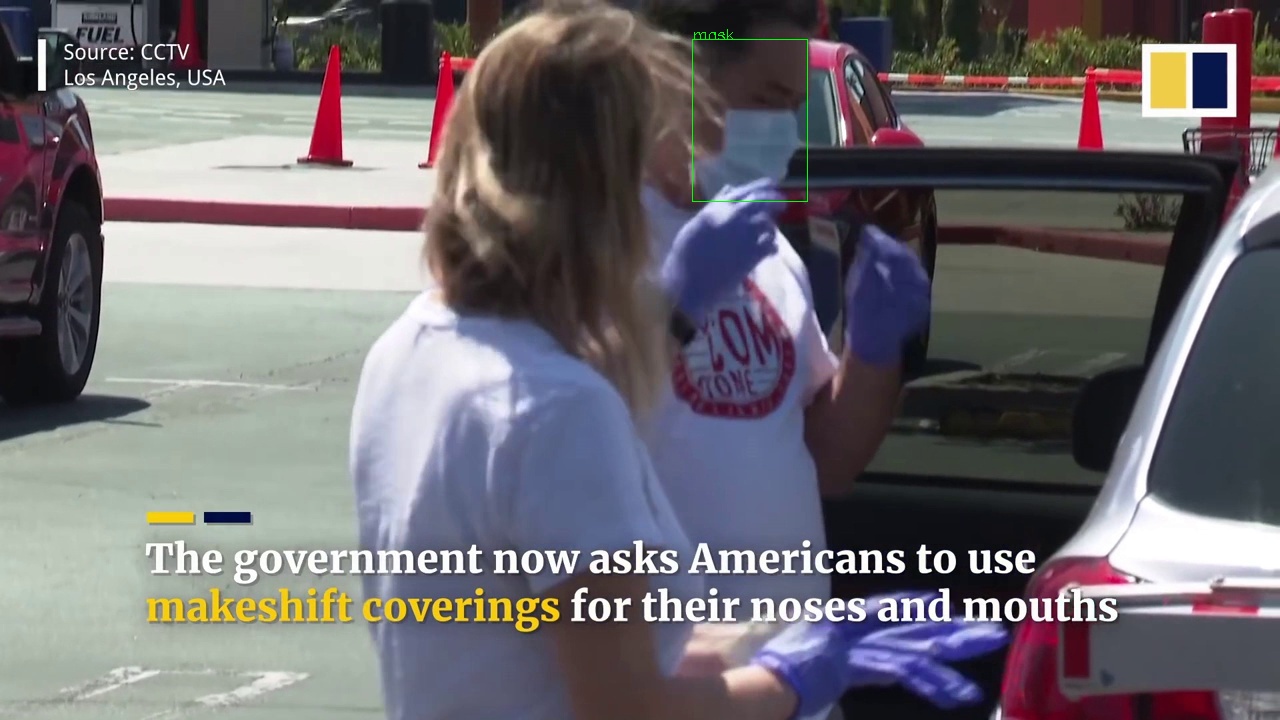 FUEL
Source: CCTV
Los Angeles, USA
mask
The government now asks Americans to use
makeshift coverings for their noses and mouths